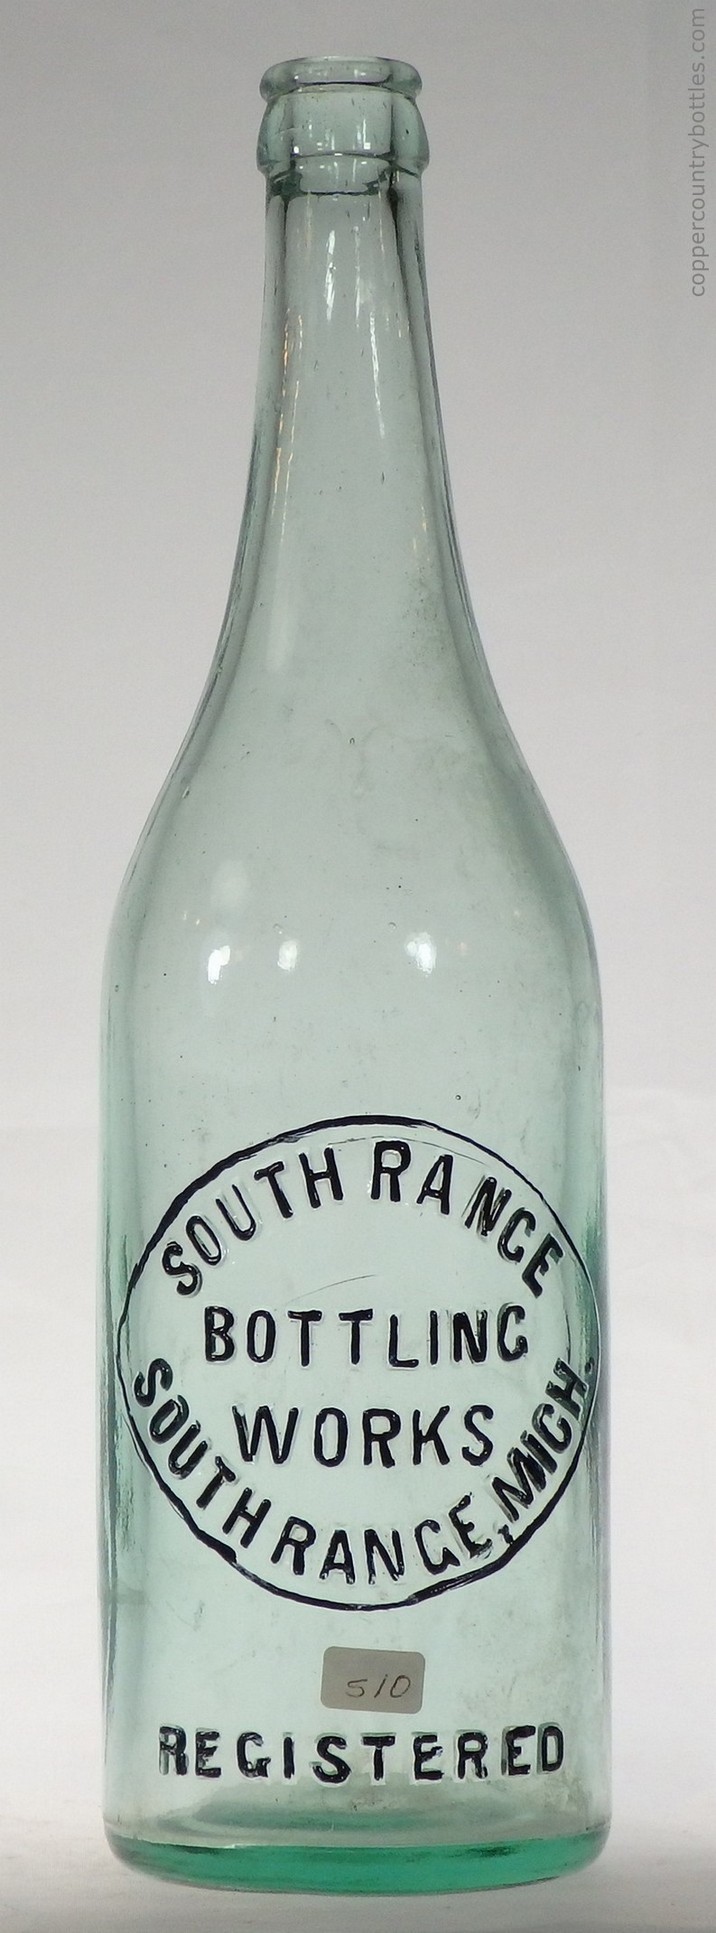 coppercountrybottles.com
SOUTH RANGE
BOTTLING
WORKS
SOUTH RANGE, MICH.
510
REGISTERED